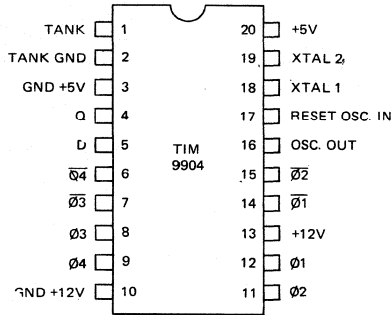 TANK 1 20 +5V
TANK GND 2 19 XTAL 2
GND +5V 3 18 XTAL 1
Q 4 17 RESET OSC. IN
D 5 16 OSC. OUT
TIM
9904
Q̅4̅ 6 15 Ø̅2̅
Ø̅3̅ 7 14 Ø̅1̅
Ø3 8 13 +12V
Ø4 9 12 Ø1
GND +12V 10 11 Ø2